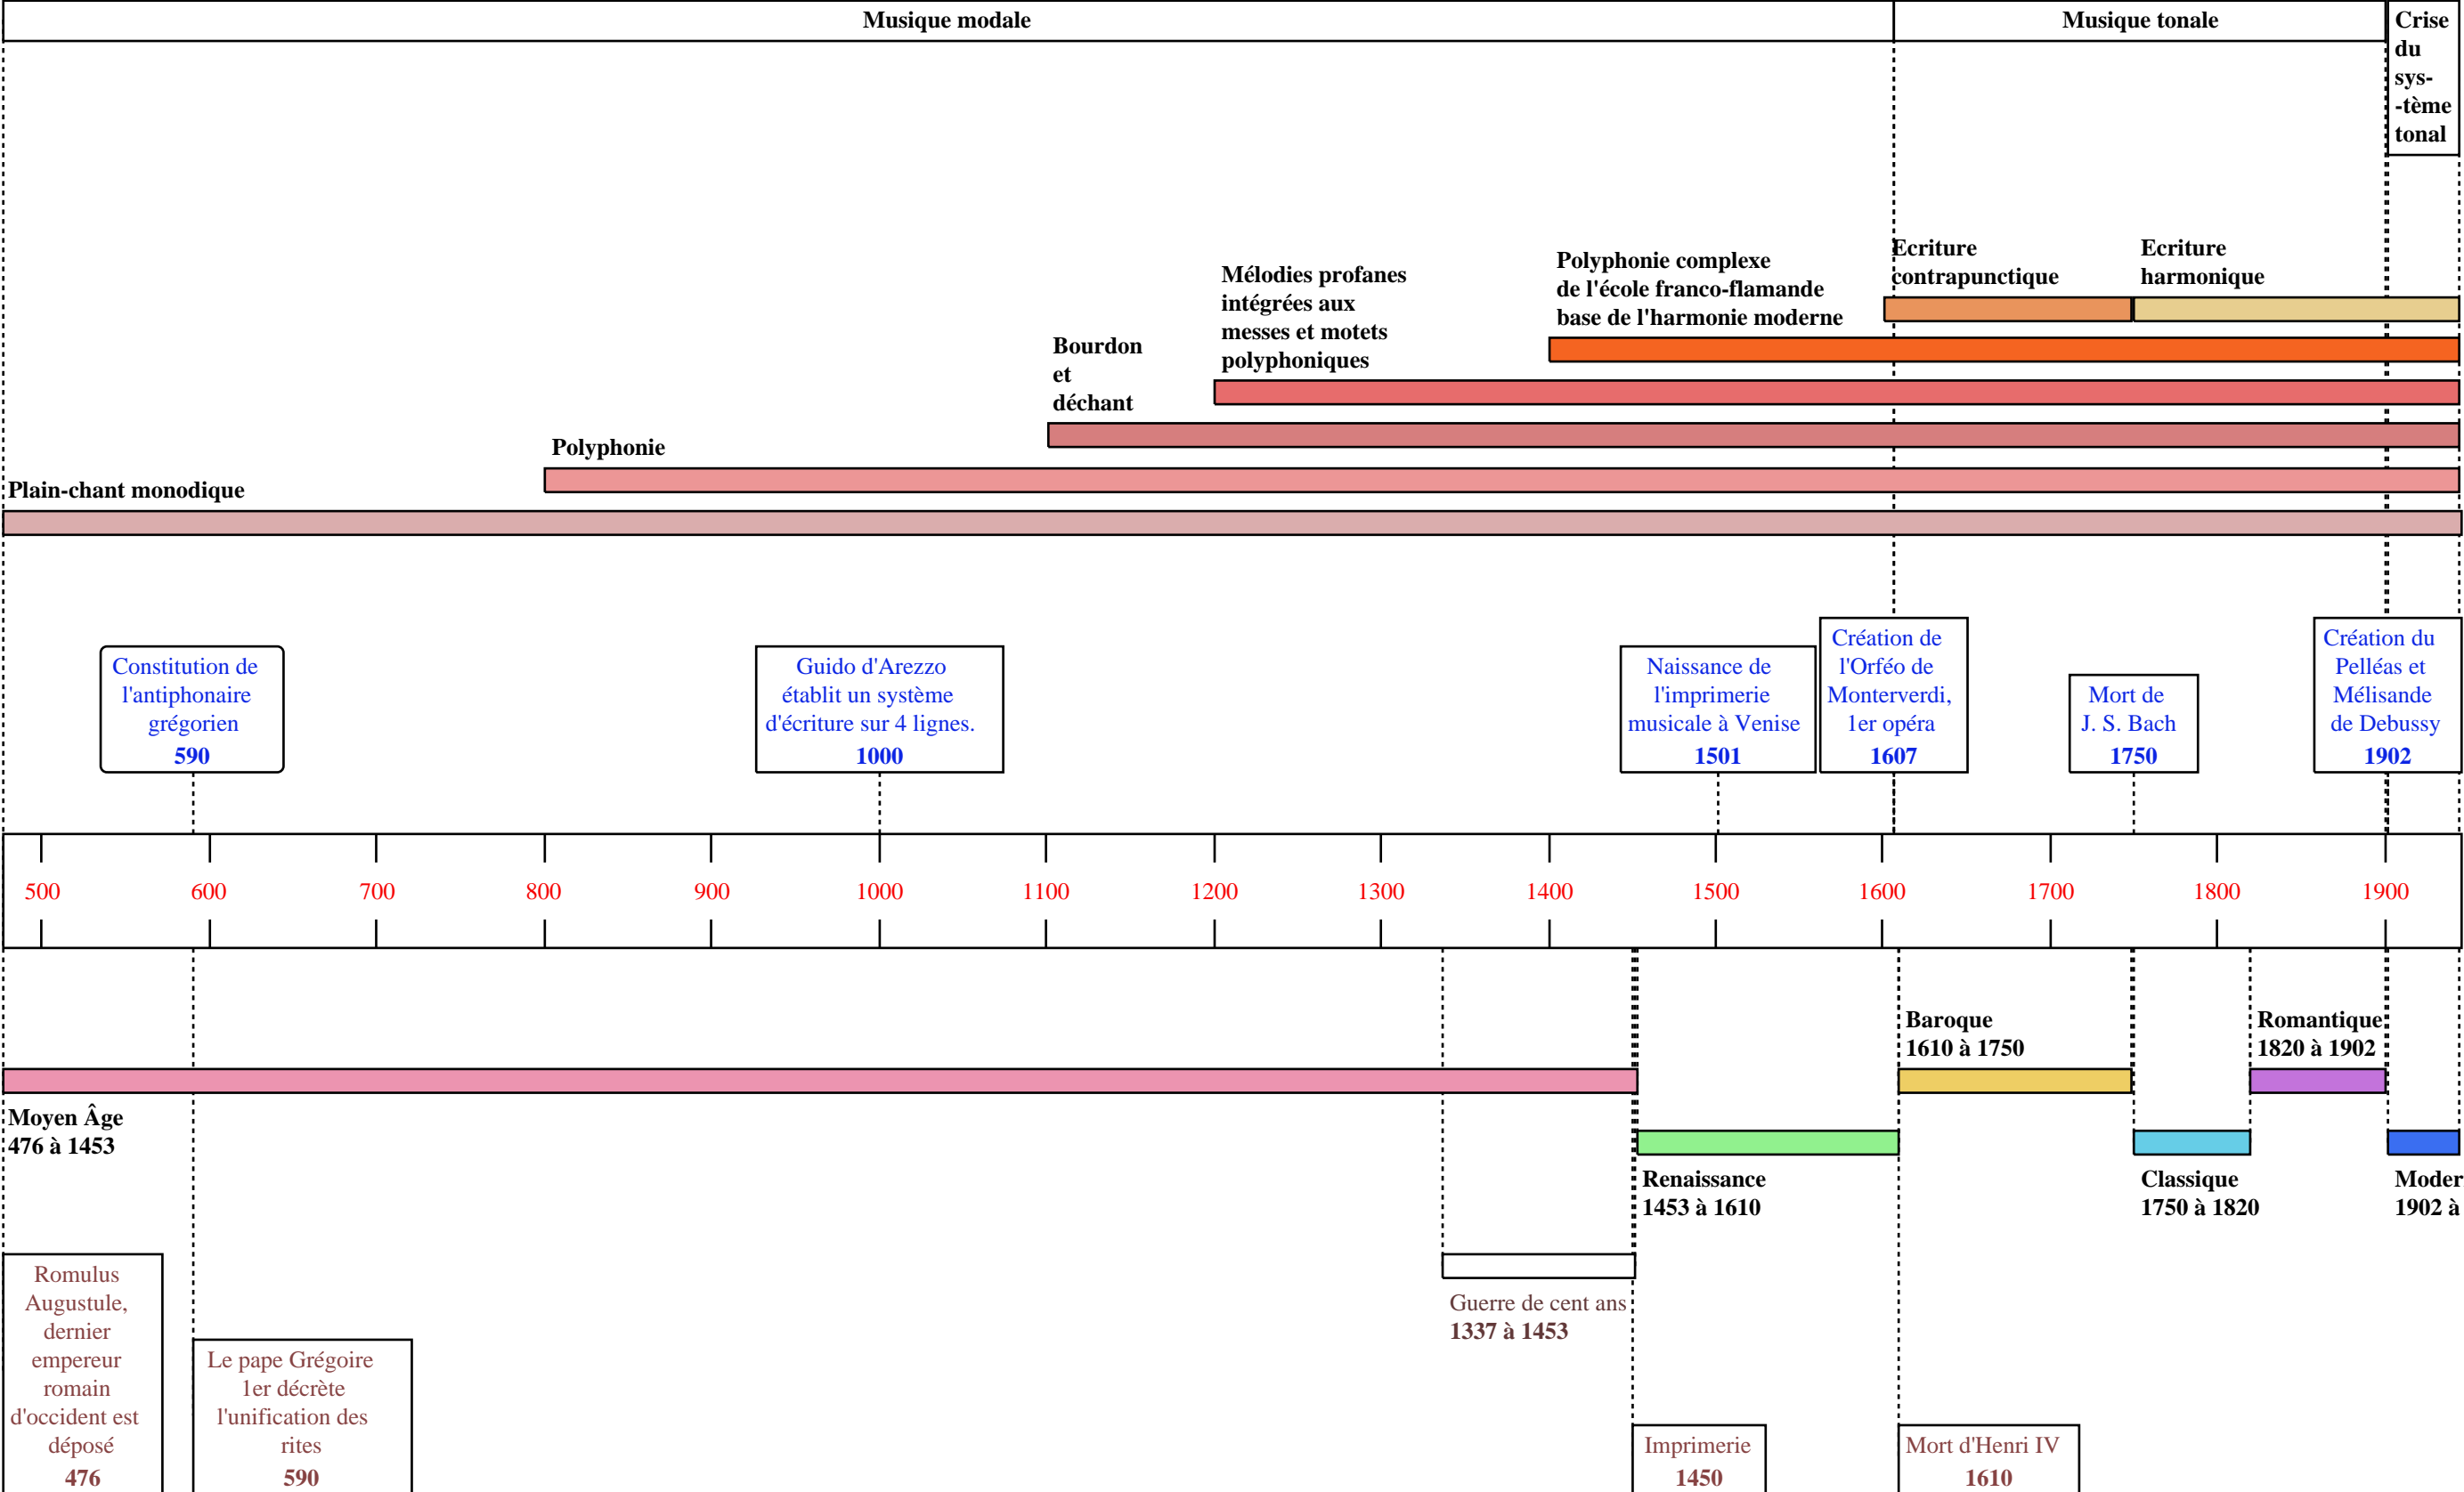 Musique modale
Musique tonale
Crise
du
sys-
-tème
tonal
Ecriture
contrapunctique
Ecriture
harmonique
Polyphonie complexe
de l'école franco-flamande
base de l'harmonie moderne
Mélodies profanes
intégrées aux
messes et motets
polyphoniques
Bourdon
et
déchant
Polyphonie
Plain-chant monodique
Constitution de
l'antiphonaire
grégorien
590
Guido d'Arezzo
établit un système
d'écriture sur 4 lignes.
1000
Naissance de
l'imprimerie
musicale à Venise
1501
Création de
l'Orféo de
Monterverdi,
1er opéra
1607
Mort de
J. S. Bach
1750
Création du
Pelléas et
Mélisande
de Debussy
1902
500 600 700 800 900 1000 1100 1200 1300 1400 1500 1600 1700 1800 1900
Baroque
1610 à 1750
Romantique
1820 à 1902
Moyen Âge
476 à 1453
Renaissance
1453 à 1610
Classique
1750 à 1820
Moder
1902 à
Romulus
Augustule,
dernier
empereur
romain
d'occident est
déposé
476
Le pape Grégoire
1er décrète
l'unification des
rites
590
Guerre de cent ans
1337 à 1453
Imprimerie
1450
Mort d'Henri IV
1610